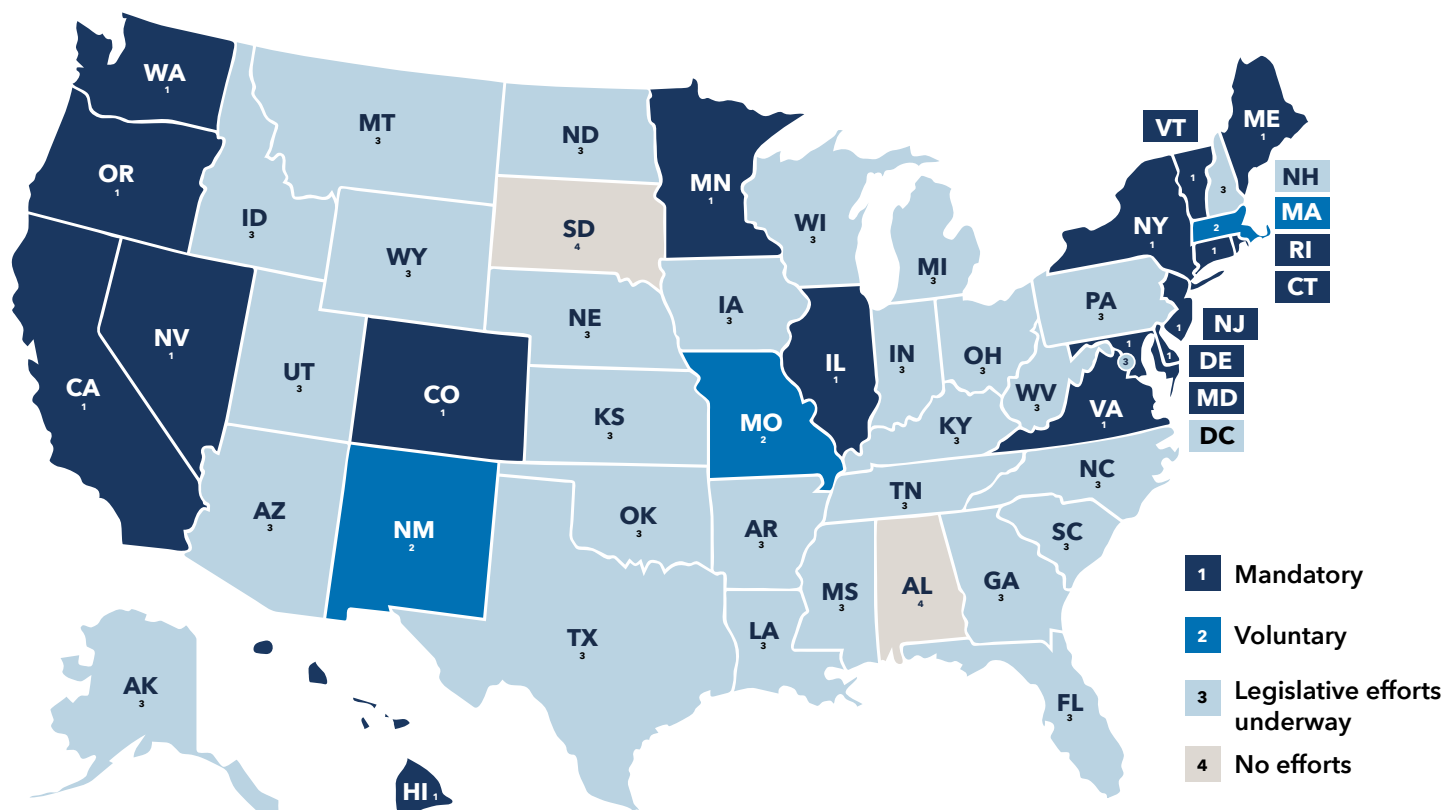 WA
1
OR
1
CA
1
NV
1
ID
3
MT
3
WY
3
UT
3
CO
1
AZ
3
NM
2
ND
3
SD
4
NE
3
KS
3
OK
3
TX
3
MN
1
IA
3
MO
2
AR
3
LA
3
WI
3
IL
1
MI
3
IN
3
OH
3
KY
3
TN
3
MS
3
AL
4
GA
3
FL
3
SC
3
NC
3
VA
1
WV
3
PA
3
NY
1
VT
1
ME
1
3
NH
2
MA
RI
1
CT
1
NJ
1
DE
1
MD
3
DC
AK
3
HI 1
1 Mandatory
2 Voluntary
3 Legislative efforts
underway
4 No efforts